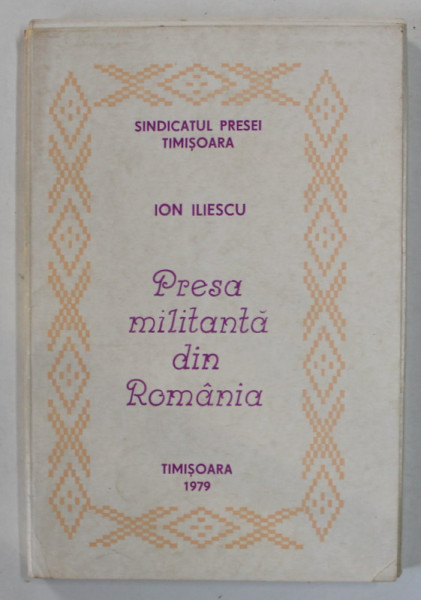 SINDICATUL PRESEI
TIMIȘOARA
ION ILIESCU
Presa
militantă
din
România
TIMIȘOARA
1979